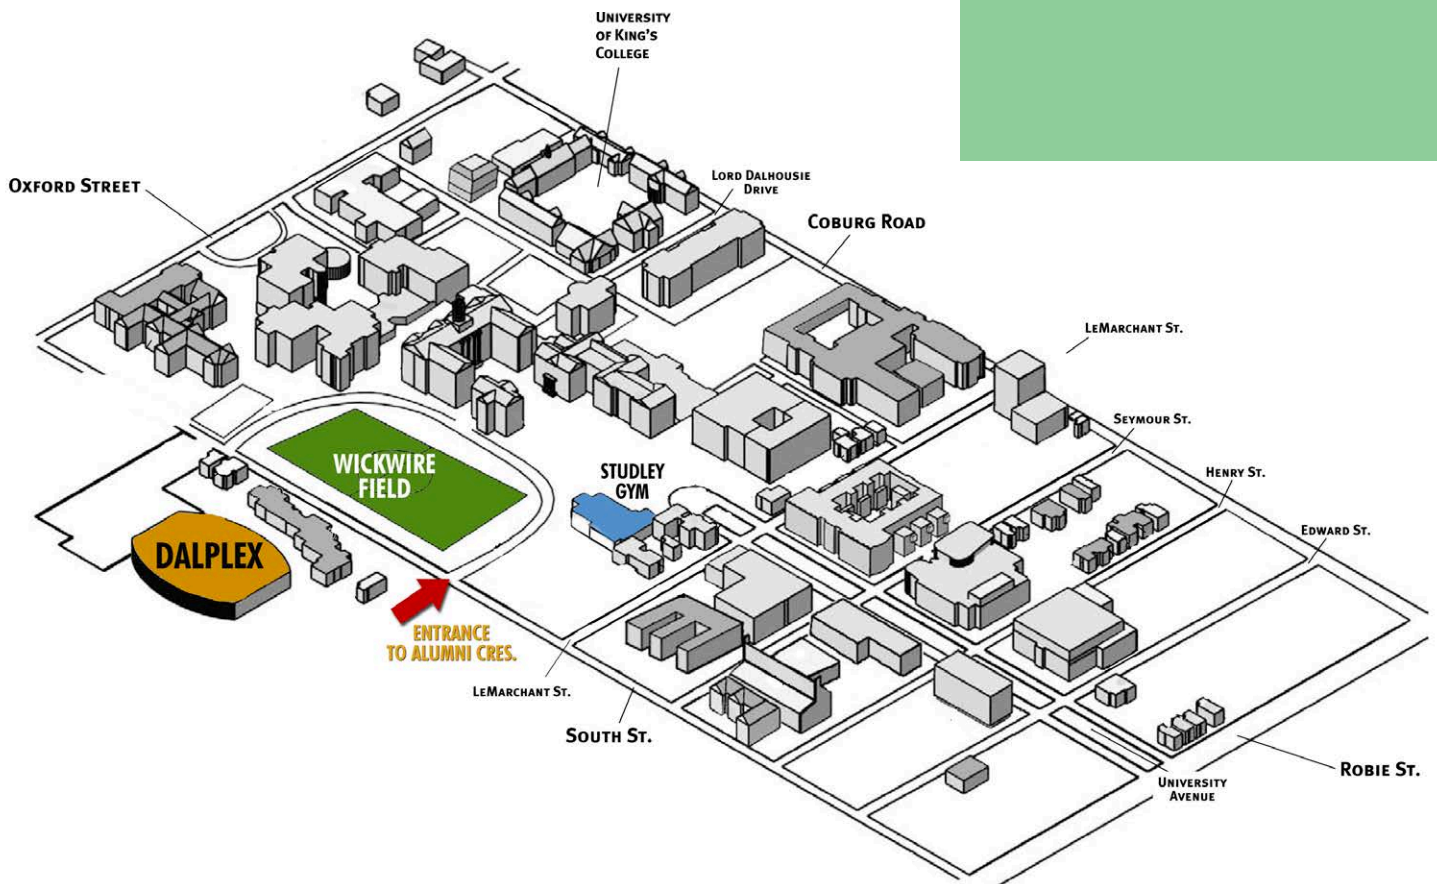 UNIVERSITY
OF KING'S
COLLEGE
OXFORD STREET
LORD DALHOUSIE
DRIVE
COBURG ROAD
LEMARCHANT ST.
SEYMOUR ST.
HENRY ST.
EDWARD ST.
WICKWIRE
FIELD
STUDLEY
GYM
DALPLEX
ENTRANCE
TO ALUMNI CRES.
LEMARCHANT ST.
SOUTH ST.
ROBIE ST.
UNIVERSITY
AVENUE